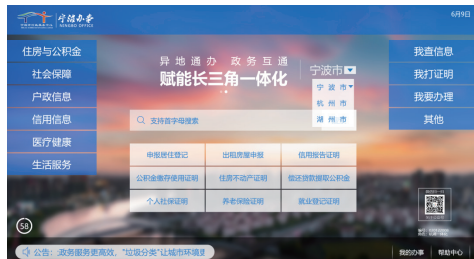 宁波办事
NINGBO OFFICE
6月9日
住房与公积金
社会保障
户政信息
信用信息
医疗健康
生活服务
异地通办 政务互通
赋能长三角一体化
宁波市
宁波市
杭州市
湖州市
支持首字母搜索
申报居住登记
出租房屋申报
信用报告证明
公积金缴存使用证明
住房不动产证明
偿还贷款提取公积金
个人社保证明
养老保险证明
就业登记证明
我查信息
我打证明
我要办理
其他
58
公告：政务服务更高效，"垃圾分类"让城市环境更
我的办事
帮助中心